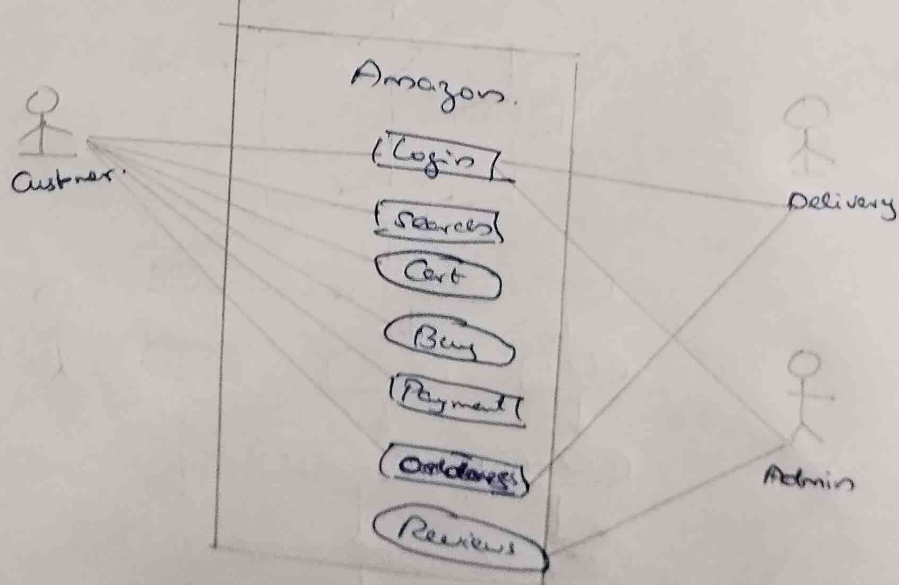 Amazon.
Login
Custmer.
Delivery
Search
Cart
Buy
Payment
Admin
Reviews